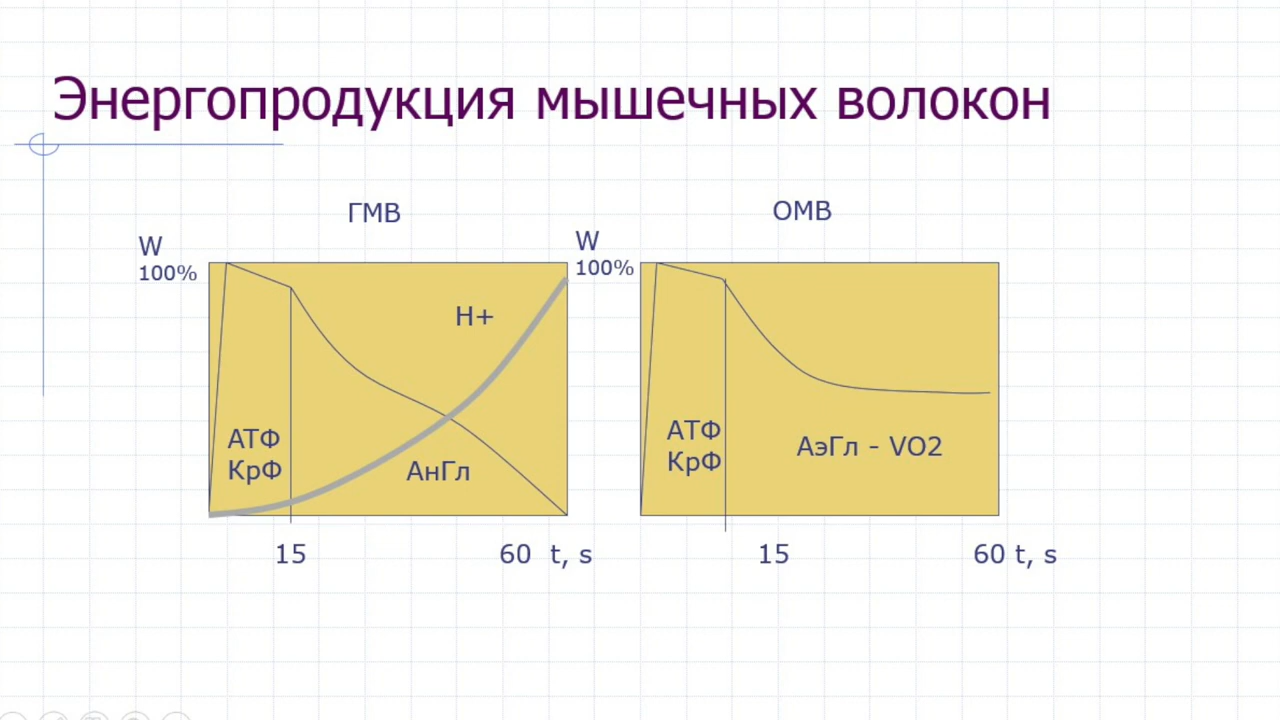 Энергопродукция мышечных волокон
ГМВ
W
100%
H+
АТФ
КрФ
АнГл
15
60 t, s
ОМВ
W
100%
АТФ
КрФ
АэГл - VO2
15
60 t, s